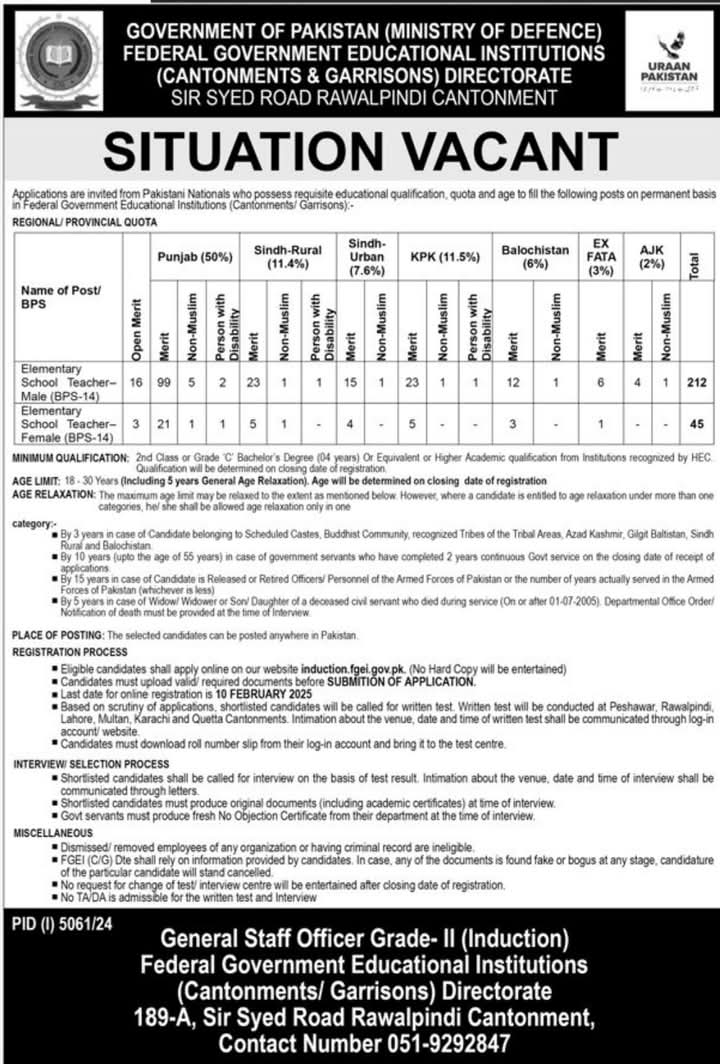 GOVERNMENT OF PAKISTAN (MINISTRY OF DEFENCE)
FEDERAL GOVERNMENT EDUCATIONAL INSTITUTIONS
(CANTONMENTS & GARRISONS) DIRECTORATE
SIR SYED ROAD RAWALPINDI CANTONMENT
URAAN
PAKISTAN
SITUATION VACANT
Applications are invited from Pakistani Nationals who possess requisite educational qualification, quota and age to fill the following posts on permanent basis
in Federal Government Educational Institutions (Cantonments/ Garrisons):-
REGIONAL/ PROVINCIAL QUOTA
Name of Post/ BPS | Open Merit | Punjab (50%) | Sindh-Rural (11.4%) | Sindh-Urban (7.6%) | KPK (11.5%) | Balochistan (6%) | EX FATA (3%) | AJK (2%) | Total
Merit | Non-Muslim | Person with Disability | Merit | Non-Muslim | Person with Disability | Merit | Non-Muslim | Merit | Non-Muslim | Person with Disability | Merit | Non-Muslim | Merit | Merit | Non-Muslim
Elementary School Teacher– Male (BPS-14) | 16 | 99 | 5 | 2 | 23 | 1 | 1 | 15 | 1 | 23 | 1 | 1 | 12 | 1 | 6 | 4 | 1 | 212
Elementary School Teacher– Female (BPS-14) | 3 | 21 | 1 | 1 | 5 | 1 | - | 4 | - | 5 | - | - | 3 | - | 1 | - | - | 45
MINIMUM QUALIFICATION: 2nd Class or Grade 'C' Bachelor's Degree (04 years) Or Equivalent or Higher Academic qualification from Institutions recognized by HEC.
Qualification will be determined on closing date of registration.
AGE LIMIT: 18 - 30 Years (Including 5 years General Age Relaxation). Age will be determined on closing date of registration
AGE RELAXATION: The maximum age limit may be relaxed to the extent as mentioned below. However, where a candidate is entitled to age relaxation under more than one
categories, he/ she shall be allowed age relaxation only in one
category:-
■ By 3 years in case of Candidate belonging to Scheduled Castes, Buddhist Community, recognized Tribes of the Tribal Areas, Azad Kashmir, Gilgit Baltistan, Sindh
Rural and Balochistan.
■ By 10 years (upto the age of 55 years) in case of government servants who have completed 2 years continuous Govt service on the closing date of receipt of
applications.
■ By 15 years in case of Candidate is Released or Retired Officers/ Personnel of the Armed Forces of Pakistan or the number of years actually served in the Armed
Forces of Pakistan (whichever is less)
■ By 5 years in case of Widow/ Widower or Son/ Daughter of a deceased civil servant who died during service (On or after 01-07-2005). Departmental Office Order/
Notification of death must be provided at the time of Interview.
PLACE OF POSTING: The selected candidates can be posted anywhere in Pakistan.
REGISTRATION PROCESS
■ Eligible candidates shall apply online on our website induction.fgei.gov.pk. (No Hard Copy will be entertained)
■ Candidates must upload valid/ required documents before SUBMITION OF APPLICATION.
■ Last date for online registration is 10 FEBRUARY 2025
■ Based on scrutiny of applications, shortlisted candidates will be called for written test. Written test will be conducted at Peshawar, Rawalpindi,
Lahore, Multan, Karachi and Quetta Cantonments. Intimation about the venue, date and time of written test shall be communicated through log-in
account/ website.
■ Candidates must download roll number slip from their log-in account and bring it to the test centre.
INTERVIEW/ SELECTION PROCESS
■ Shortlisted candidates shall be called for interview on the basis of test result. Intimation about the venue, date and time of interview shall be
communicated through letters.
■ Shortlisted candidates must produce original documents (including academic certificates) at time of interview.
■ Govt servants must produce fresh No Objection Certificate from their department at the time of interview.
MISCELLANEOUS
■ Dismissed/ removed employees of any organization or having criminal record are ineligible.
■ FGEI (C/G) Dte shall rely on information provided by candidates. In case, any of the documents is found fake or bogus at any stage, candidature
of the particular candidate will stand cancelled.
■ No request for change of test/ interview centre will be entertained after closing date of registration.
■ No TA/DA is admissible for the written test and Interview
PID (I) 5061/24
General Staff Officer Grade- II (Induction)
Federal Government Educational Institutions
(Cantonments/ Garrisons) Directorate
189-A, Sir Syed Road Rawalpindi Cantonment,
Contact Number 051-9292847